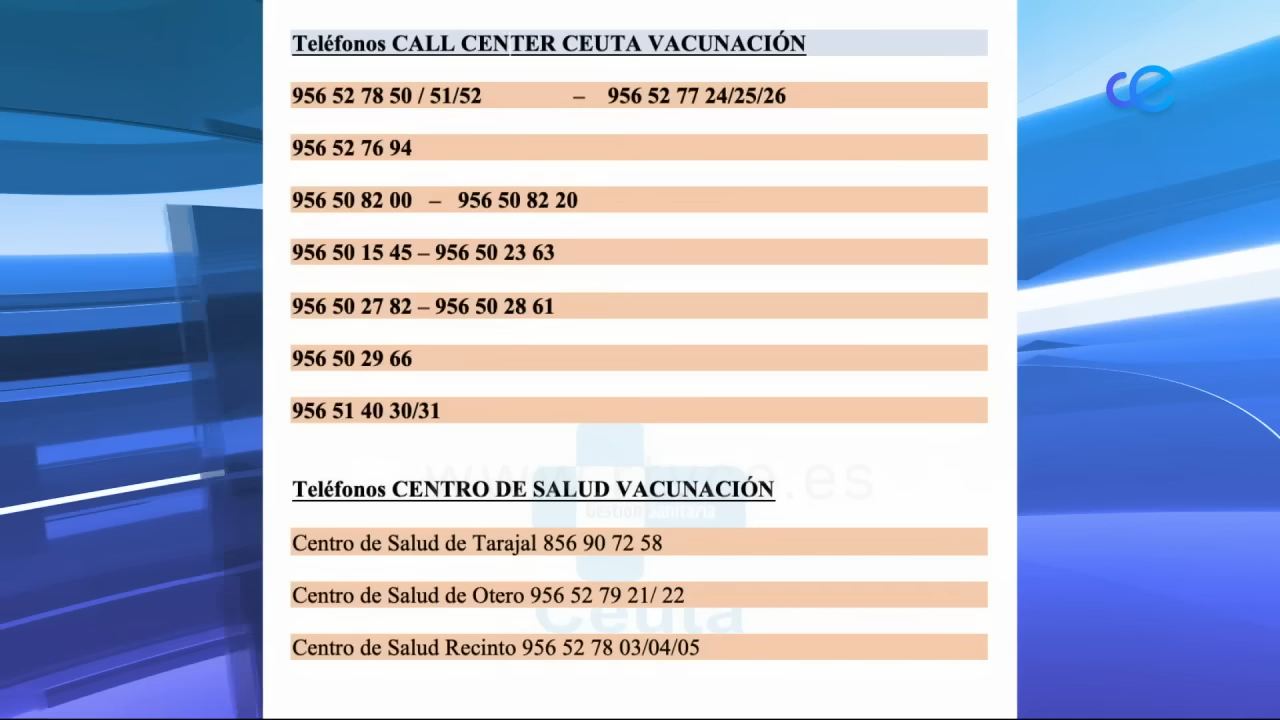 Teléfonos CALL CENTER CEUTA VACUNACIÓN
ce
956 52 78 50 / 51/52 – 956 52 77 24/25/26
956 52 76 94
956 50 82 00 – 956 50 82 20
956 50 15 45 – 956 50 23 63
956 50 27 82 – 956 50 28 61
956 50 29 66
956 51 40 30/31
Teléfonos CENTRO DE SALUD VACUNACIÓN
Gestión Sanitaria
Centro de Salud de Tarajal 856 90 72 58
Centro de Salud de Otero 956 52 79 21/ 22
Ceuta
Centro de Salud Recinto 956 52 78 03/04/05